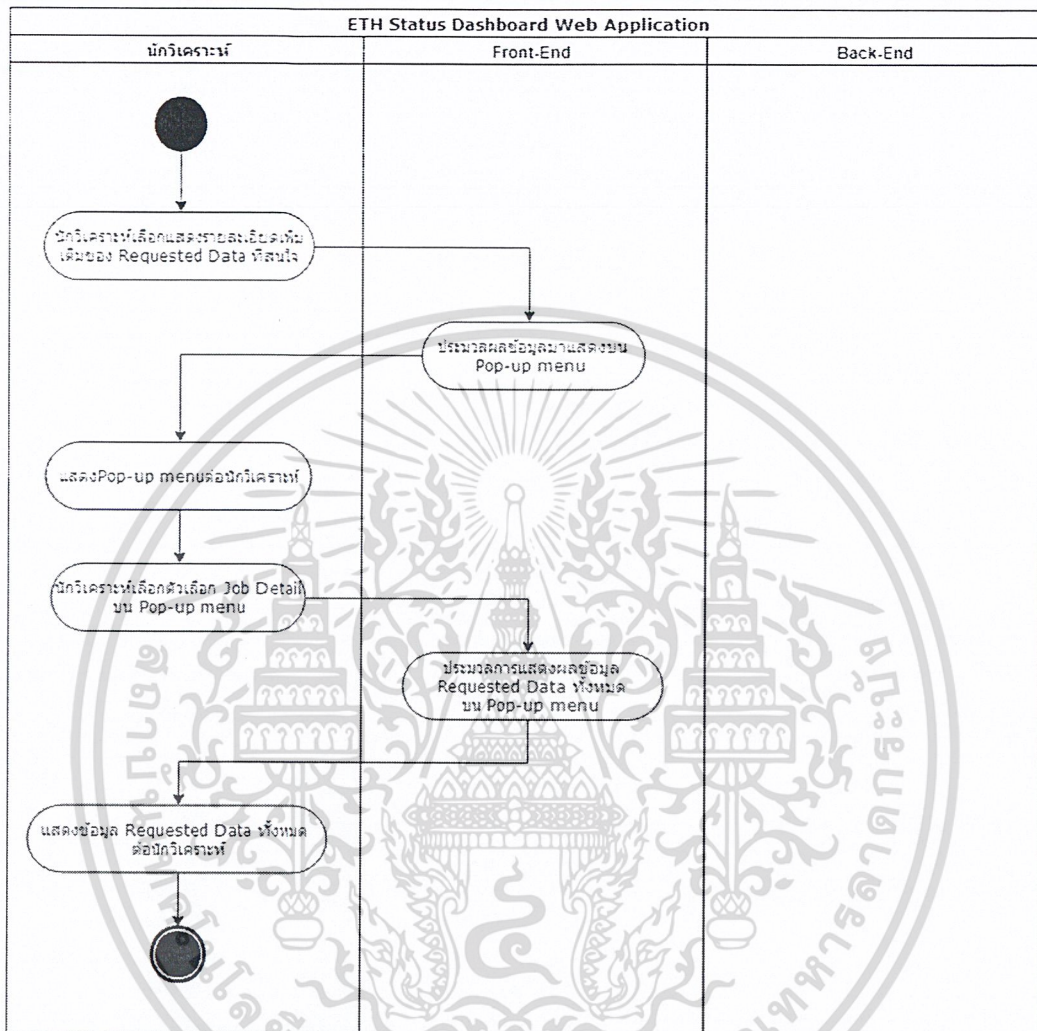 ETH Status Dashboard Web Application
นักวิเคราะห์
Front-End
Back-End
นักวิเคราะห์เลือกแสดงรายละเอียดเพิ่ม
เติมของ Requested Data ที่สนใจ
ประมวลผลข้อมูลมาแสดงบน
Pop-up menu
แสดงPop-up menuต่อนักวิเคราะห์
นักวิเคราะห์เลือกตัวเลือก Job Detail
บน Pop-up menu
ประมวลการแสดงผลข้อมูล
Requested Data ทั้งหมด
บน Pop-up menu
แสดงข้อมูล Requested Data ทั้งหมด
ต่อนักวิเคราะห์